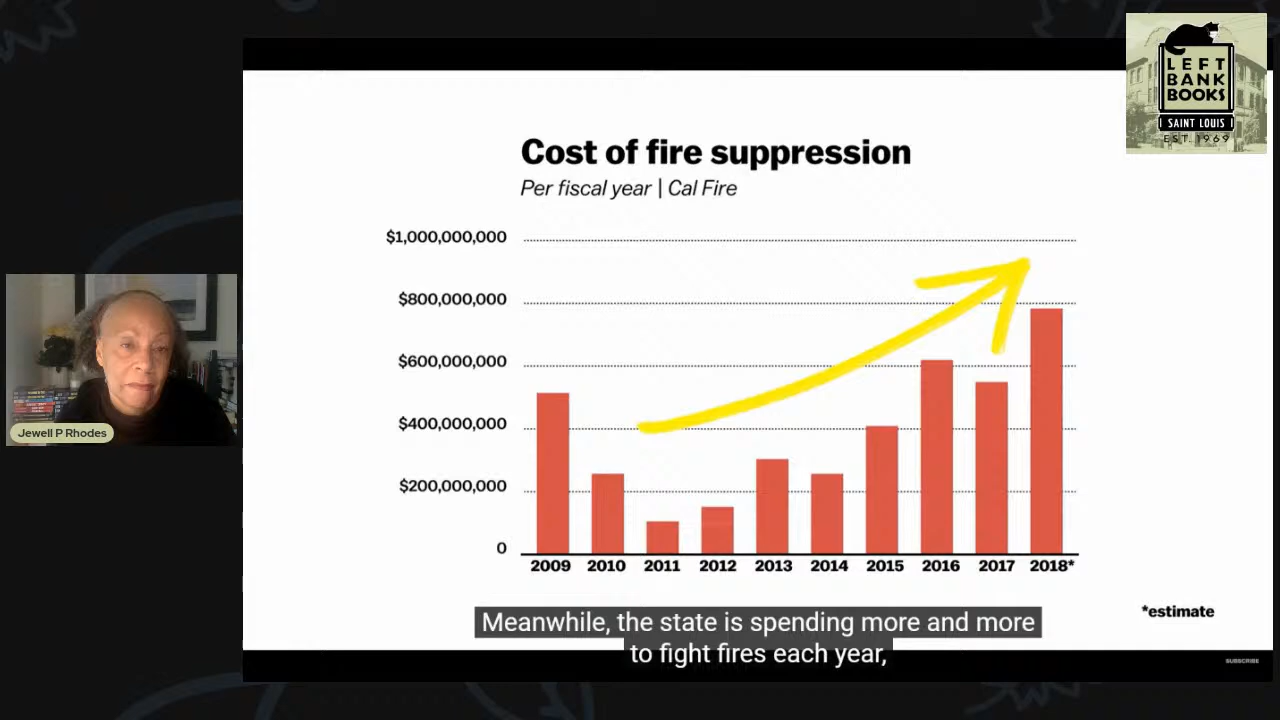 LEFT
BANK
BOOKS
SAINT LOUIS
EST. 1969
Cost of fire suppression
Per fiscal year | Cal Fire
$1,000,000,000
$800,000,000
$600,000,000
$400,000,000
$200,000,000
0
2009 2010 2011 2012 2013 2014 2015 2016 2017 2018*
*estimate
Meanwhile, the state is spending more and more
to fight fires each year,
SUBSCRIBE
Jewell P Rhodes